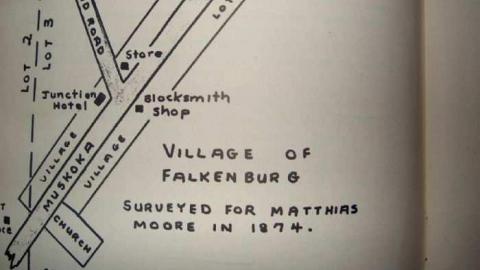 D ROAD
LOT 2
LOT 3
LOT
Store
Junction
Hotel
Blacksmith
Shop
VILLAGE
MUSKOKA
VILLAGE
CHURCH
VILLAGE OF
FALKENBURG
SURVEYED FOR MATTHIAS
MOORE IN 1874.